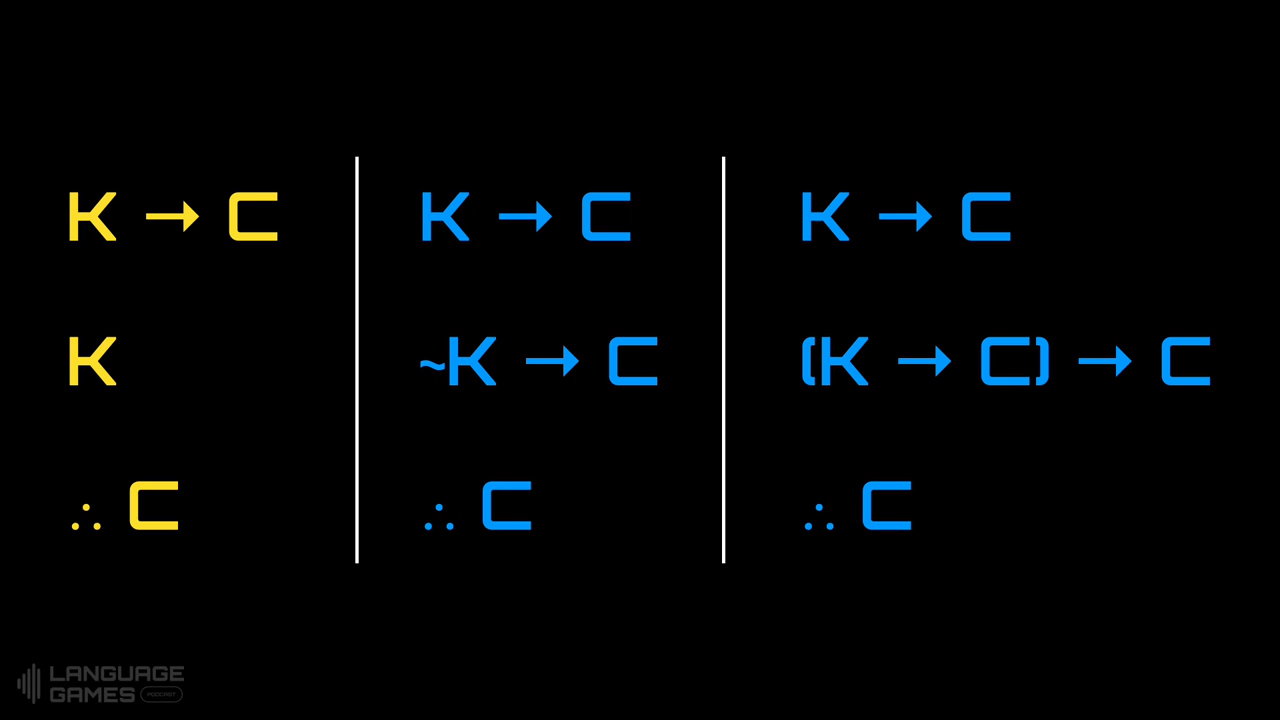 K → C
K
∴ C
K → C
~K → C
∴ C
K → C
(K → C) → C
∴ C
LANGUAGE
GAMES PODCAST